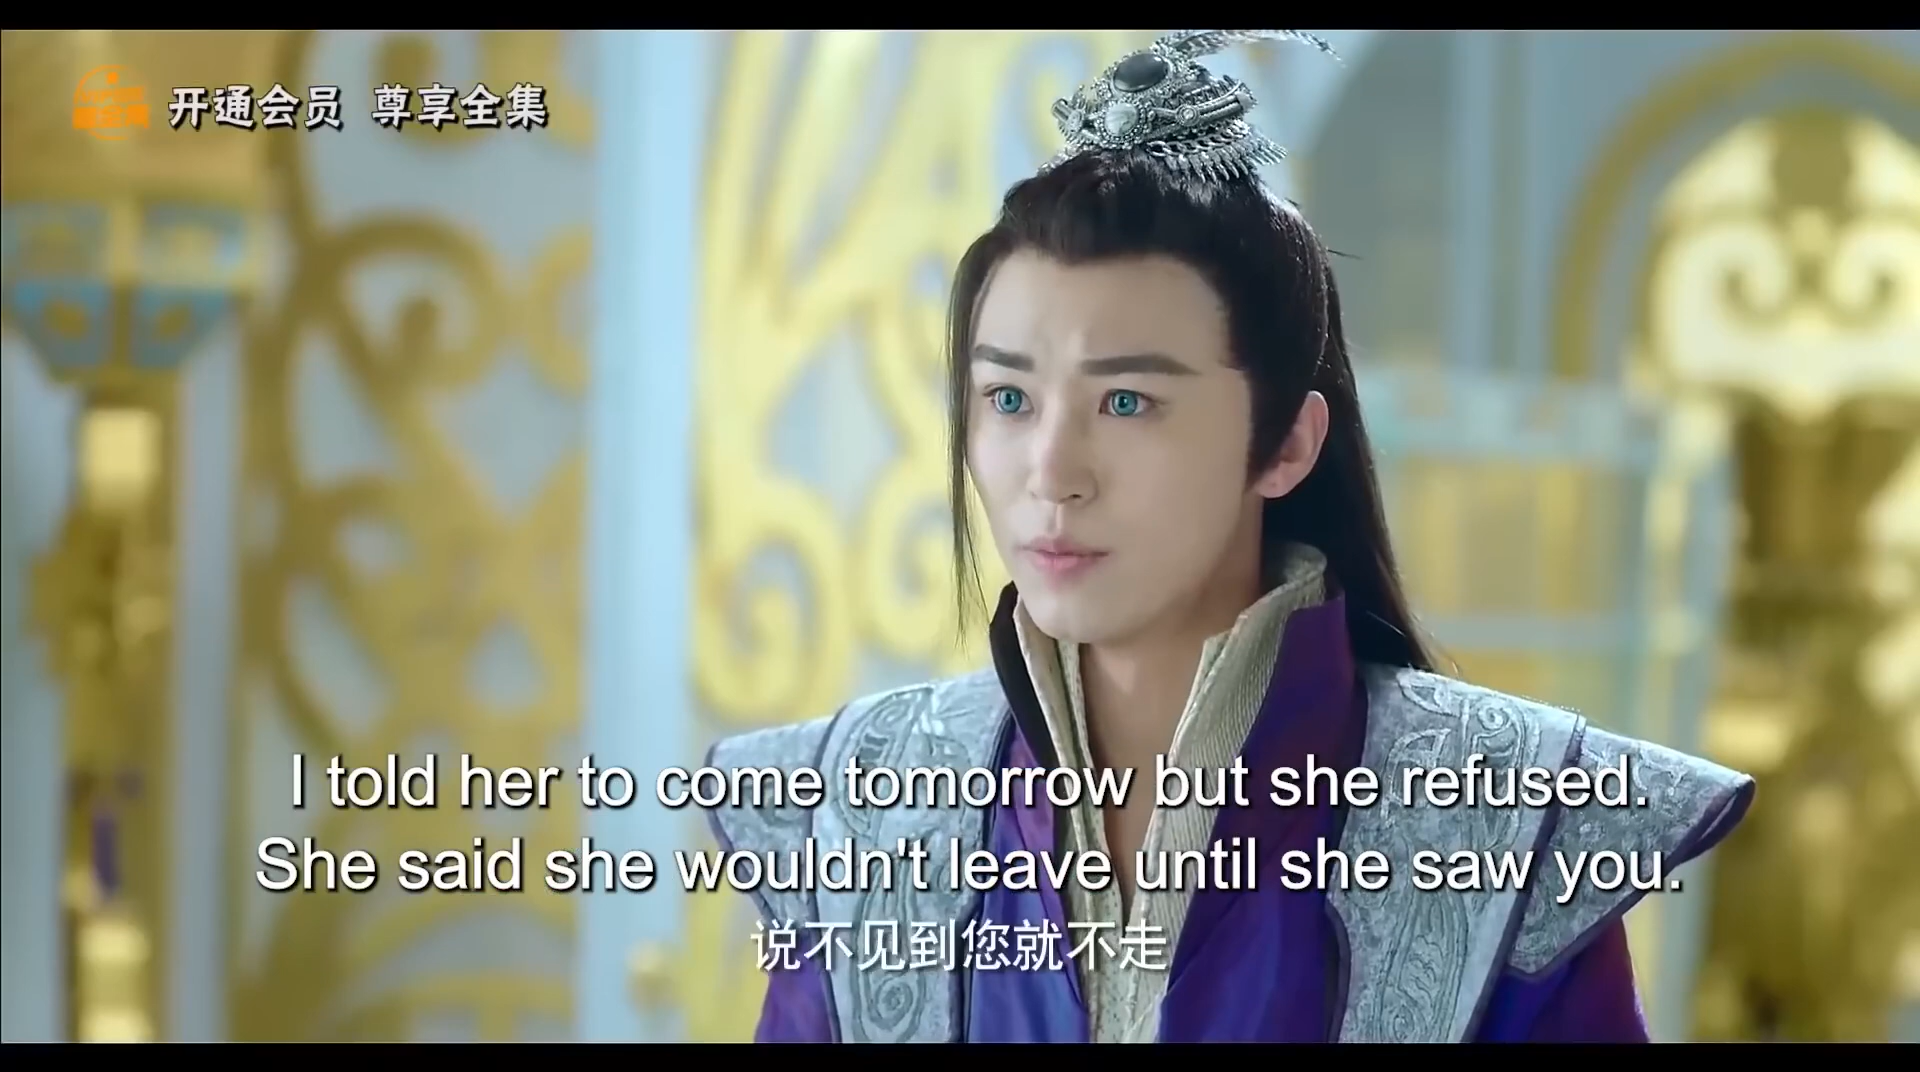 开通会员 尊享全集
I told her to come tomorrow but she refused.
She said she wouldn't leave until she saw you.
说不见到您就不走